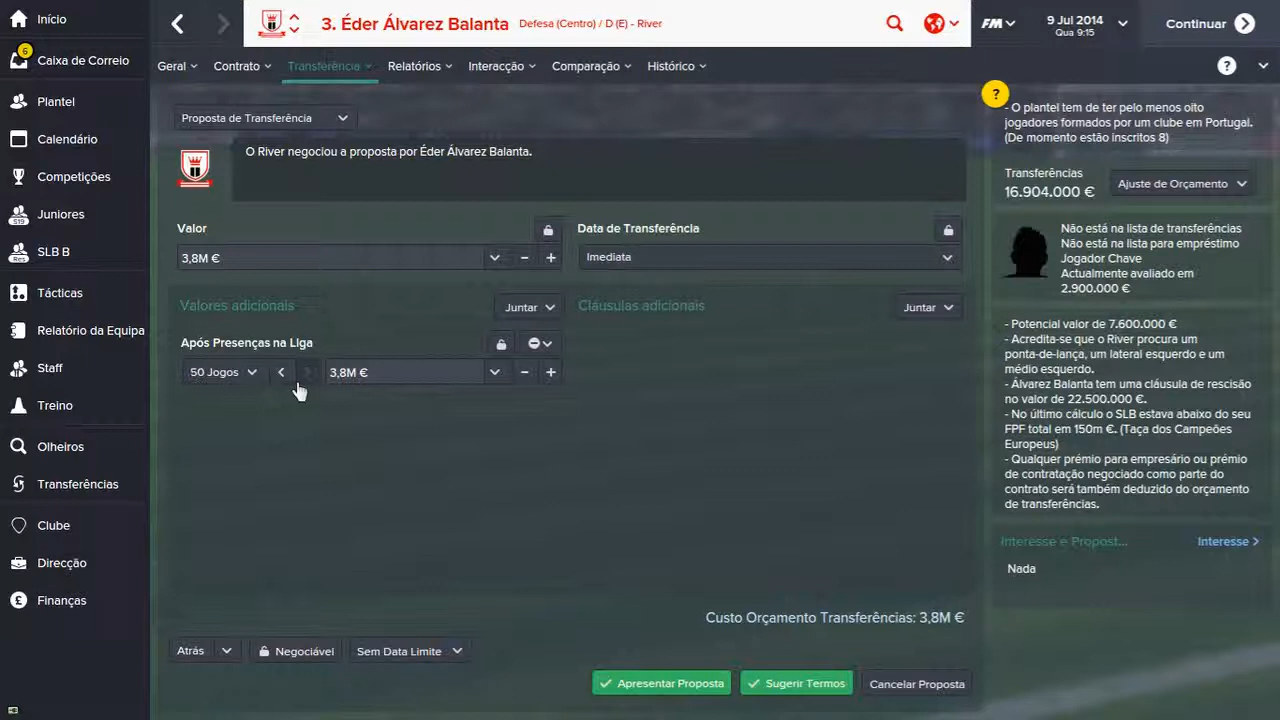 Início
3. Éder Álvarez Balanta
Defesa (Centro) / D (E) - River
FM
9 Jul 2014
Qua 9:15
Continuar
6
Caixa de Correio
Plantel
Calendário
Competições
S19
Juniores
Res
SLB B
Tácticas
Relatório da Equipa
Staff
Treino
Olheiros
Transferências
Clube
Direcção
£
Finanças
Geral
Contrato
Transferência
Relatórios
Interacção
Comparação
Histórico
?
Proposta de Transferência
O River negociou a proposta por Éder Álvarez Balanta.
Valor
3,8M €
Data de Transferência
Imediata
Valores adicionais
Juntar
Cláusulas adicionais
Juntar
Após Presenças na Liga
50 Jogos
3,8M €
Custo Orçamento Transferências: 3,8M €
Atrás
Negociável
Sem Data Limite
Apresentar Proposta
Sugerir Termos
Cancelar Proposta
?
- O plantel tem de ter pelo menos oito
jogadores formados por um clube em Portugal.
(De momento estão inscritos 8)
Transferências
16.904.000 €
Ajuste de Orçamento
Não está na lista de transferências
Não está na lista para empréstimo
Jogador Chave
Actualmente avaliado em
2.900.000 €
- Potencial valor de 7.600.000 €
- Acredita-se que o River procura um
ponta-de-lança, um lateral esquerdo e um
médio esquerdo.
- Álvarez Balanta tem uma cláusula de rescisão
no valor de 22.500.000 €.
- No último cálculo o SLB estava abaixo do seu
FPF total em 150m €. (Taça dos Campeões
Europeus)
- Qualquer prémio para empresário ou prémio
de contratação negociado como parte do
contrato será também deduzido do orçamento
de transferências.
Interesse e Propost...
Interesse >
Nada